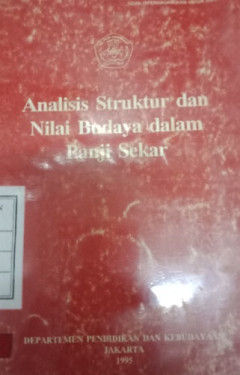 Analisis Struktur dan
Nilai Budaya dalam
Panji Sekar
DEPARTEMEN PENDIDIKAN DAN KEBUDAYAAN
JAKARTA
1995